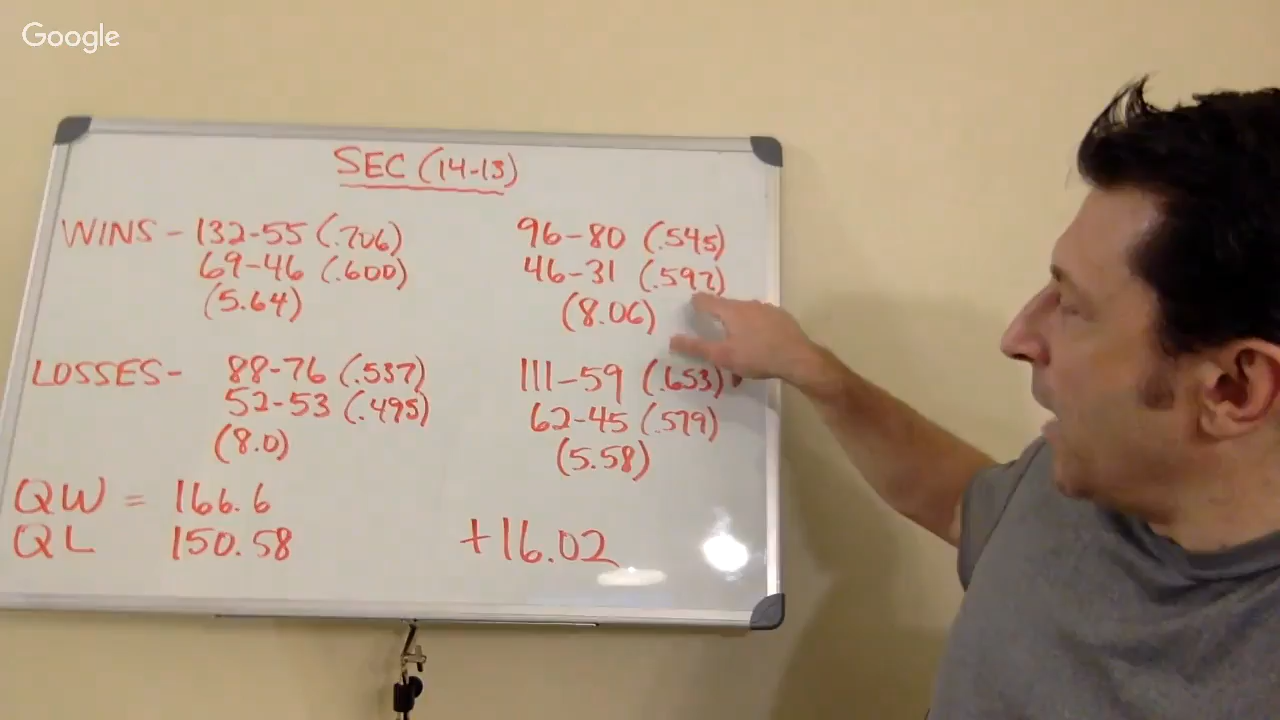 Google
SEC (14-13)
WINS - 132-55 (.706) 96-80 (.545)
69-46 (.600) 46-31 (.592)
(5.64) (8.06)
LOSSES - 88-76 (.537) 111-59 (.653)
52-53 (.495) 62-45 (.579)
(8.0) (5.58)
QW = 166.6
QL 150.58 +16.02